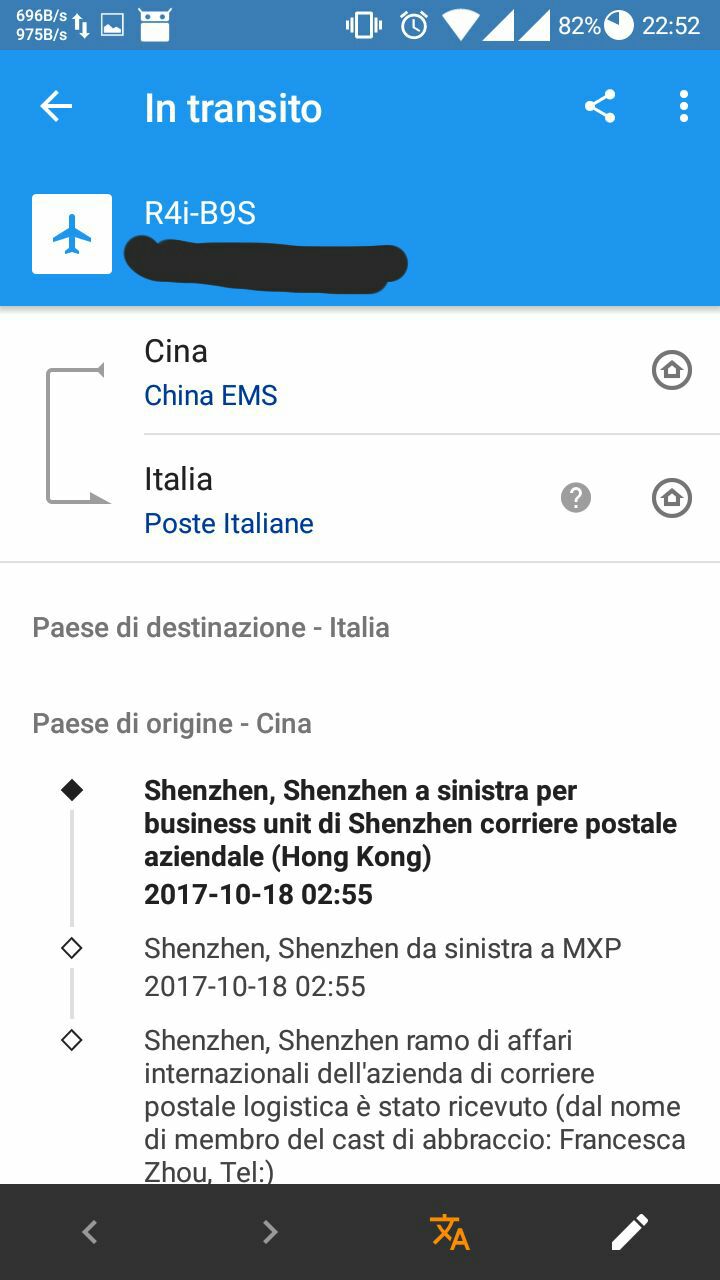 696B/s
975B/s
82%
22:52
In transito
R4i-B9S
Cina
China EMS
Italia
?
Poste Italiane
Paese di destinazione - Italia
Paese di origine - Cina
Shenzhen, Shenzhen a sinistra per
business unit di Shenzhen corriere postale
aziendale (Hong Kong)
2017-10-18 02:55
Shenzhen, Shenzhen da sinistra a MXP
2017-10-18 02:55
Shenzhen, Shenzhen ramo di affari
internazionali dell'azienda di corriere
postale logistica è stato ricevuto (dal nome
di membro del cast di abbraccio: Francesca
Zhou, Tel:)